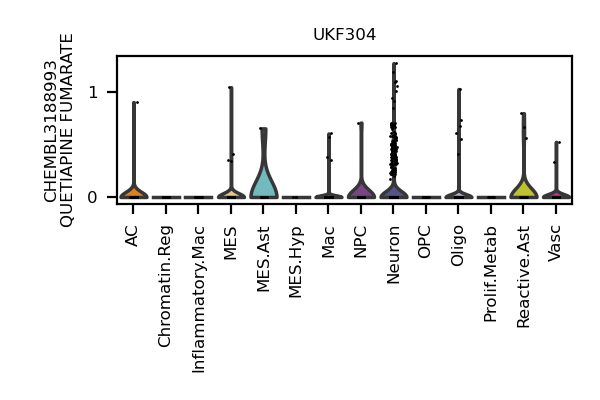 UKF304
CHEMBL3188993
QUETIAPINE FUMARATE
1
0
AC
Chromatin.Reg
Inflammatory.Mac
MES
MES.Ast
MES.Hyp
Mac
NPC
Neuron
OPC
Oligo
Prolif.Metab
Reactive.Ast
Vasc